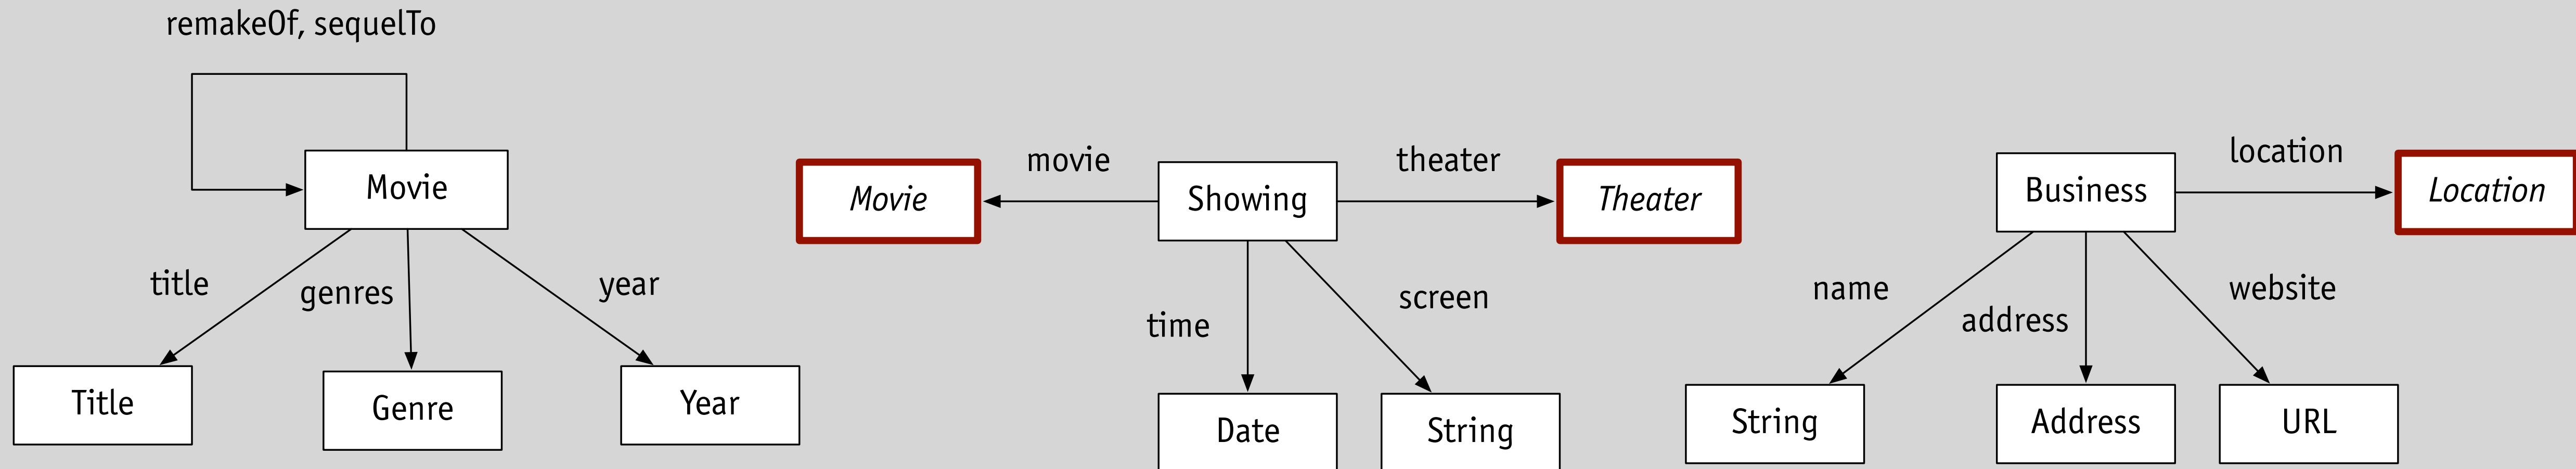 remakeOf, sequelTo
Movie
title
genres
year
Title
Genre
Year
Movie
movie
Showing
theater
Theater
time
screen
Date
String
Business
location
Location
name
address
website
String
Address
URL